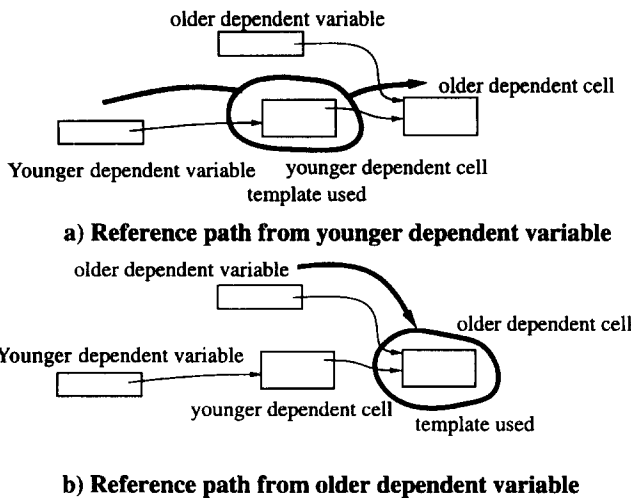 older dependent variable
older dependent cell
Younger dependent variable
younger dependent cell
template used
a) Reference path from younger dependent variable
older dependent variable
older dependent cell
Younger dependent variable
younger dependent cell
template used
b) Reference path from older dependent variable